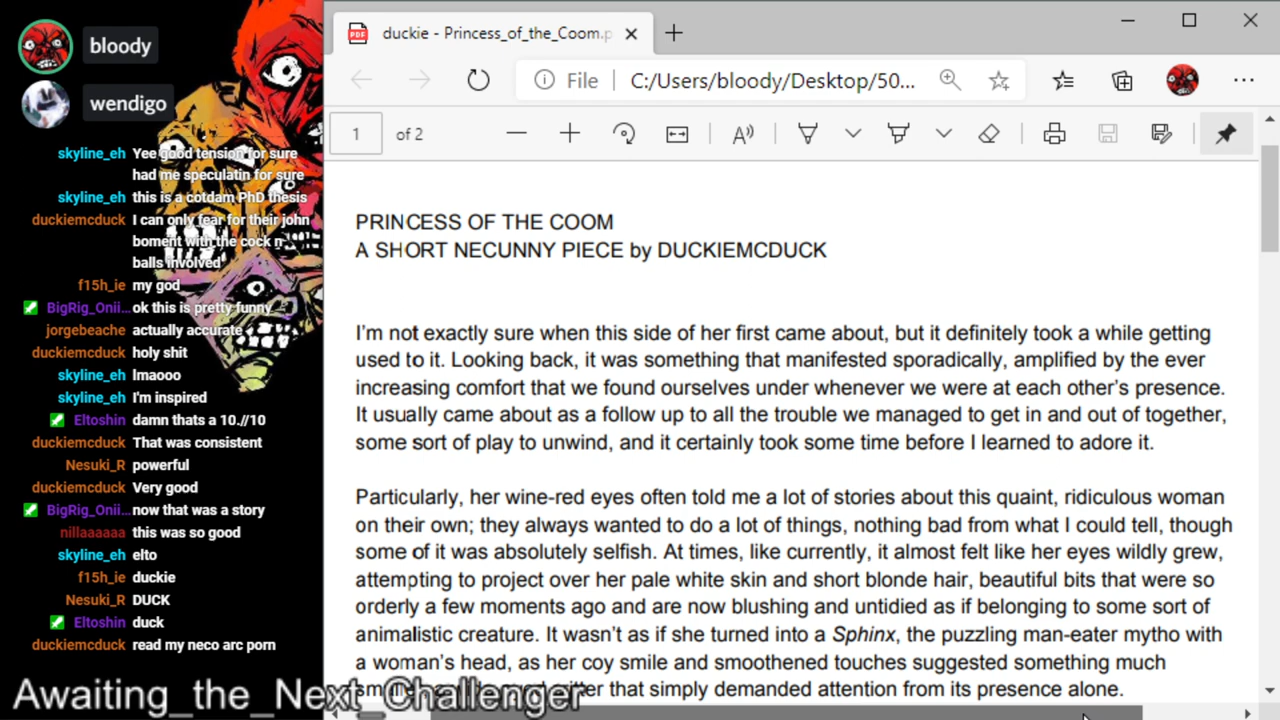 bloody
wendigo
skyline_eh Yee good tension for sure
had me speculatin for sure
skyline_eh this is a cotdam PhD thesis
duckiemcduck I can only fear for their john
boment with the cock n
balls involved
f15h_ie my god
BigRig_Onii... ok this is pretty funny
jorgebeache actually accurate
duckiemcduck holy shit
skyline_eh lmaooo
skyline_eh I'm inspired
Eltoshin damn thats a 10.//10
duckiemcduck That was consistent
Nesuki_R powerful
duckiemcduck Very good
BigRig_Onii... now that was a story
nillaaaaaa this was so good
skyline_eh elto
f15h_ie duckie
Nesuki_R DUCK
Eltoshin duck
duckiemcduck read my neco arc porn
Awaiting_the_Next_Challenger
duckie - Princess_of_the_Coom.p
File C:/Users/bloody/Desktop/50...
1 of 2
PRINCESS OF THE COOM
A SHORT NECUNNY PIECE by DUCKIEMCDUCK
I'm not exactly sure when this side of her first came about, but it definitely took a while getting
used to it. Looking back, it was something that manifested sporadically, amplified by the ever
increasing comfort that we found ourselves under whenever we were at each other's presence.
It usually came about as a follow up to all the trouble we managed to get in and out of together,
some sort of play to unwind, and it certainly took some time before I learned to adore it.
Particularly, her wine-red eyes often told me a lot of stories about this quaint, ridiculous woman
on their own; they always wanted to do a lot of things, nothing bad from what I could tell, though
some of it was absolutely selfish. At times, like currently, it almost felt like her eyes wildly grew,
attempting to project over her pale white skin and short blonde hair, beautiful bits that were so
orderly a few moments ago and are now blushing and untidied as if belonging to some sort of
animalistic creature. It wasn't as if she turned into a Sphinx, the puzzling man-eater mytho with
a woman's head, as her coy smile and smoothened touches suggested something much
that simply demanded attention from its presence alone.